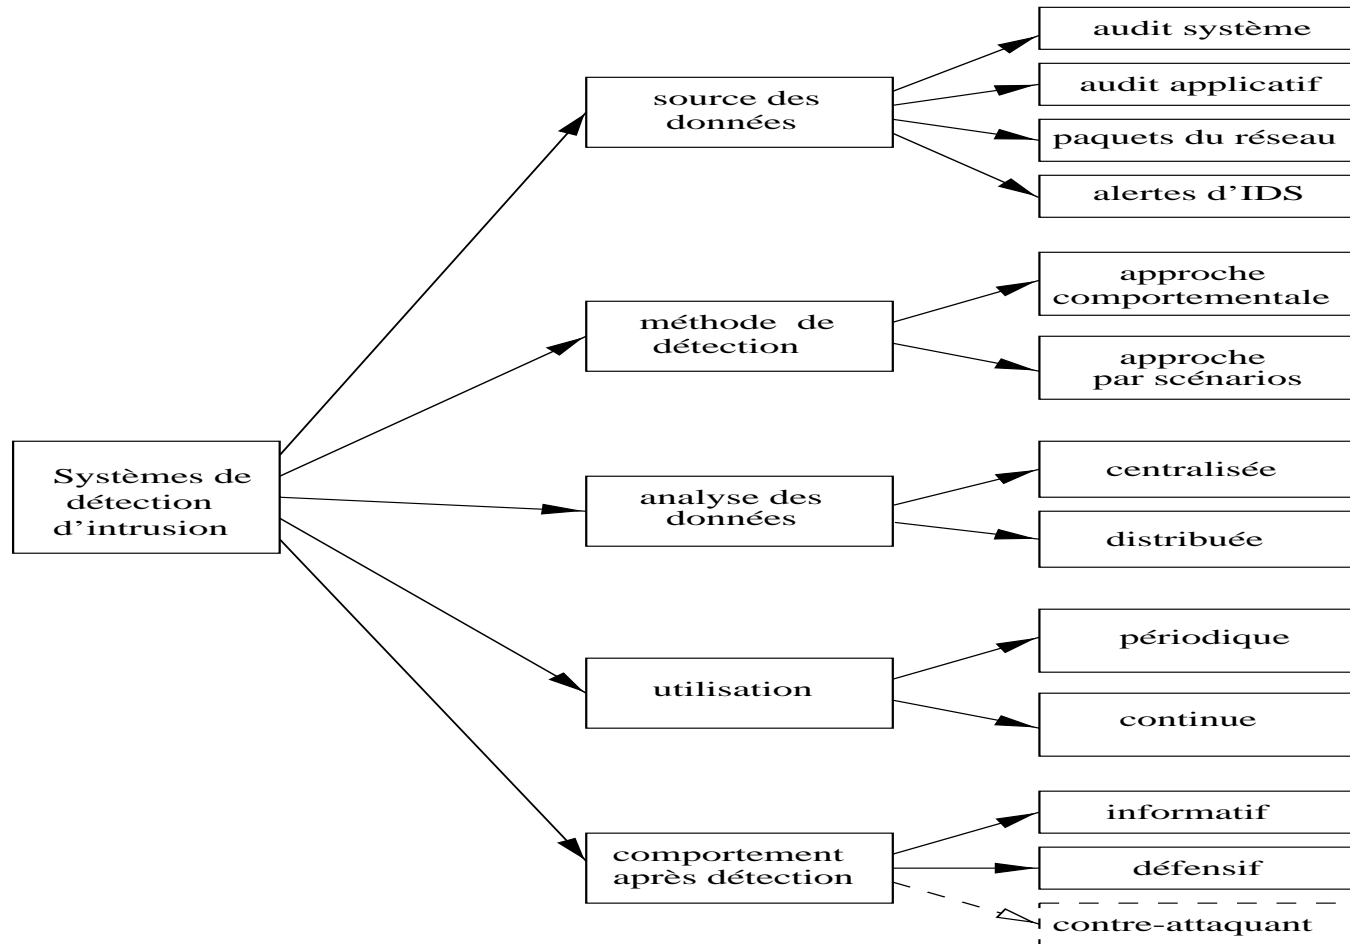 Systèmes de
détection
d'intrusion
source des
données
audit système
audit applicatif
paquets du réseau
alertes d'IDS
méthode de
détection
approche
comportementale
approche
par scénarios
analyse des
données
centralisée
distribuée
utilisation
périodique
continue
comportement
après détection
informatif
défensif
contre-attaquant